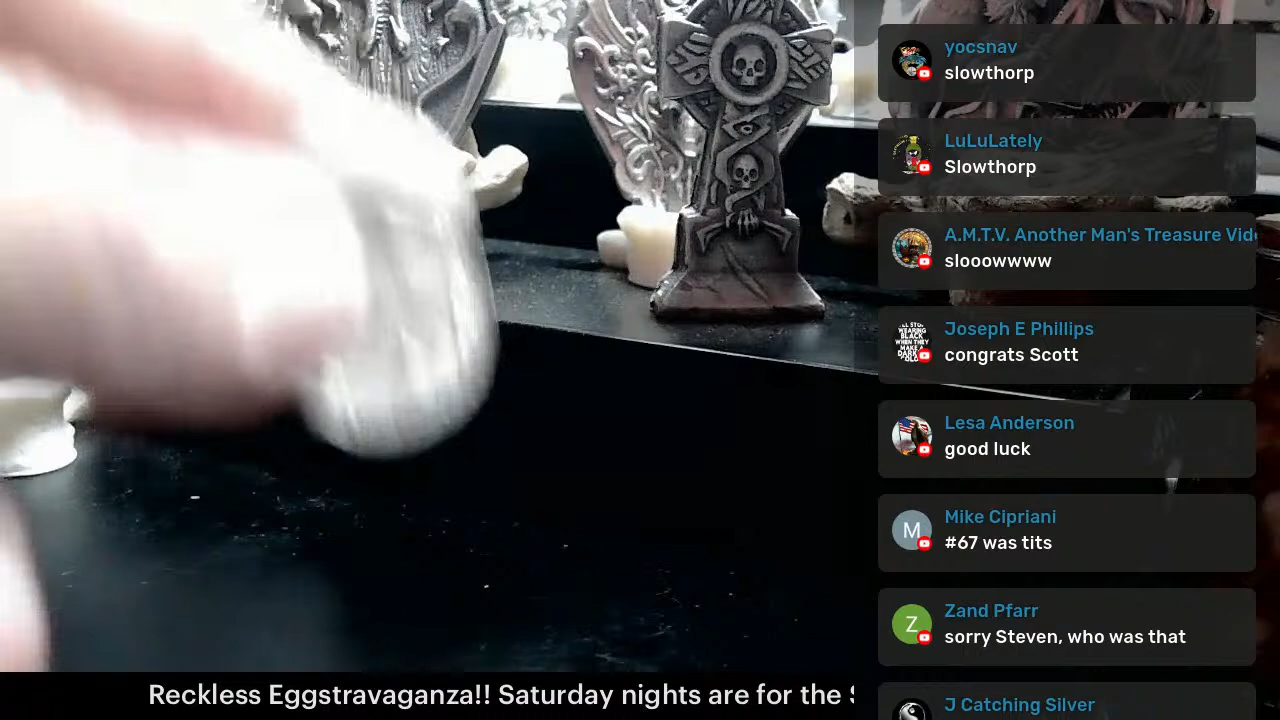 yocsnav
slowthorp
LuLuLately
Slowthorp
A.M.T.V. Another Man's Treasure Vid
slooowwww
Joseph E Phillips
congrats Scott
Lesa Anderson
good luck
M
Mike Cipriani
#67 was tits
Z
Zand Pfarr
sorry Steven, who was that
J Catching Silver
Reckless Eggstravaganza!! Saturday nights are for the